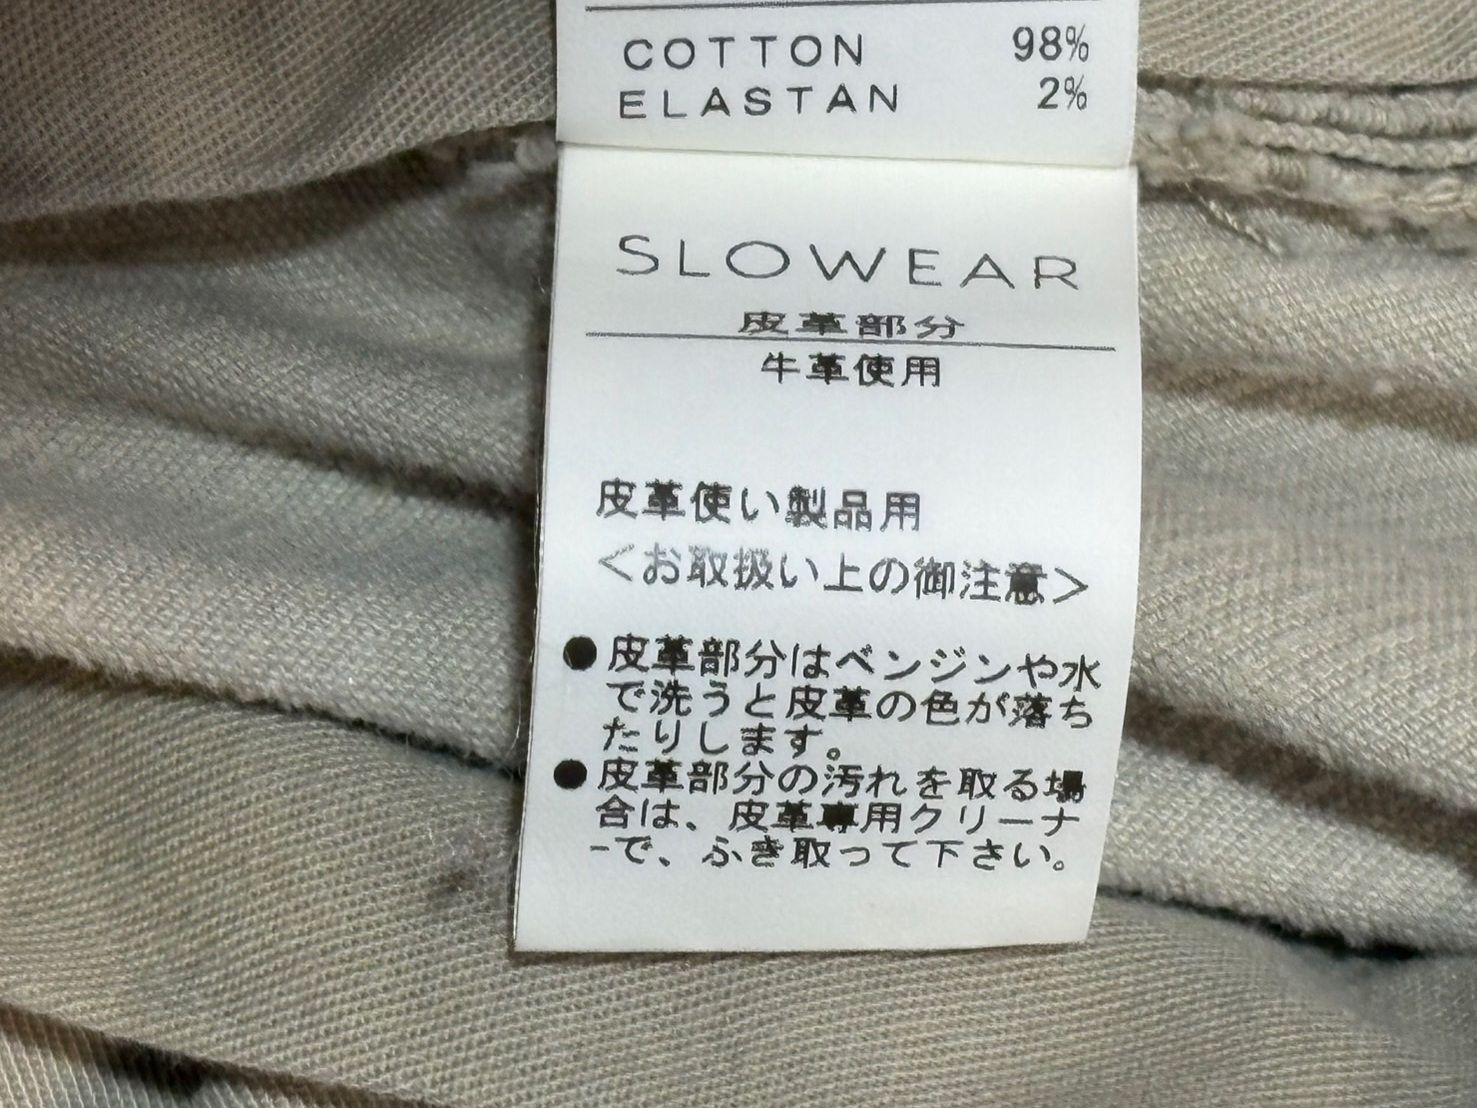 COTTON 98%
ELASTAN 2%
SLOWEAR
皮革部分
牛革使用
皮革使い製品用
＜お取扱い上の御注意＞
●皮革部分はベンジンや水
で洗うと皮革の色が落ち
たりします。
●皮革部分の汚れを取る場
合は、皮革専用クリーナ
ーで、ふき取って下さい。